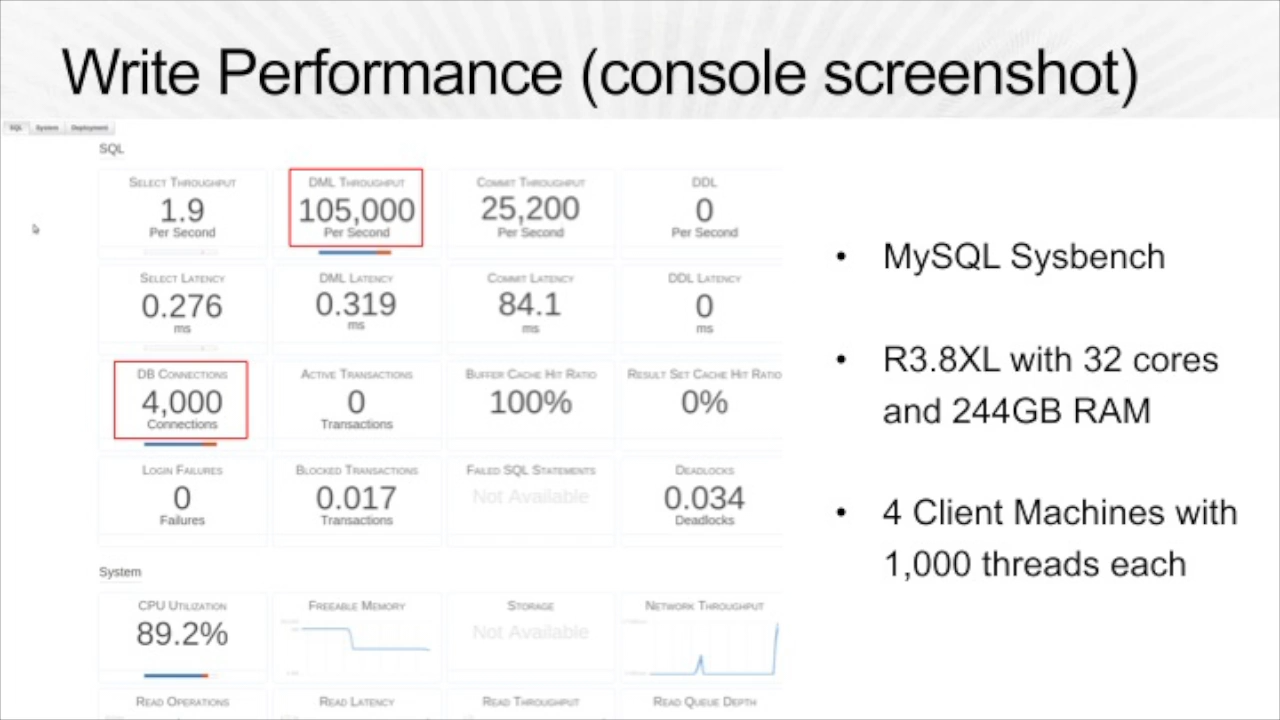 Write Performance (console screenshot)
SQL System Deployment
SQL
SELECT THROUGHPUT
1.9
Per Second
DML THROUGHPUT
105,000
Per Second
COMMIT THROUGHPUT
25,200
Per Second
DDL
0
Per Second
SELECT LATENCY
0.276
ms
DML LATENCY
0.319
ms
COMMIT LATENCY
84.1
ms
DDL LATENCY
0
ms
DB CONNECTIONS
4,000
Connections
ACTIVE TRANSACTIONS
0
Transactions
BUFFER CACHE HIT RATIO
100%
RESULT SET CACHE HIT RATIO
0%
LOGIN FAILURES
0
Failures
BLOCKED TRANSACTIONS
0.017
Transactions
FAILED SQL STATEMENTS
Not Available
DEADLOCKS
0.034
Deadlocks
System
CPU UTILIZATION
89.2%
FREEABLE MEMORY
STORAGE
Not Available
NETWORK THROUGHPUT
READ OPERATIONS
READ LATENCY
READ THROUGHPUT
READ QUEUE DEPTH
• MySQL Sysbench
• R3.8XL with 32 cores
and 244GB RAM
• 4 Client Machines with
1,000 threads each